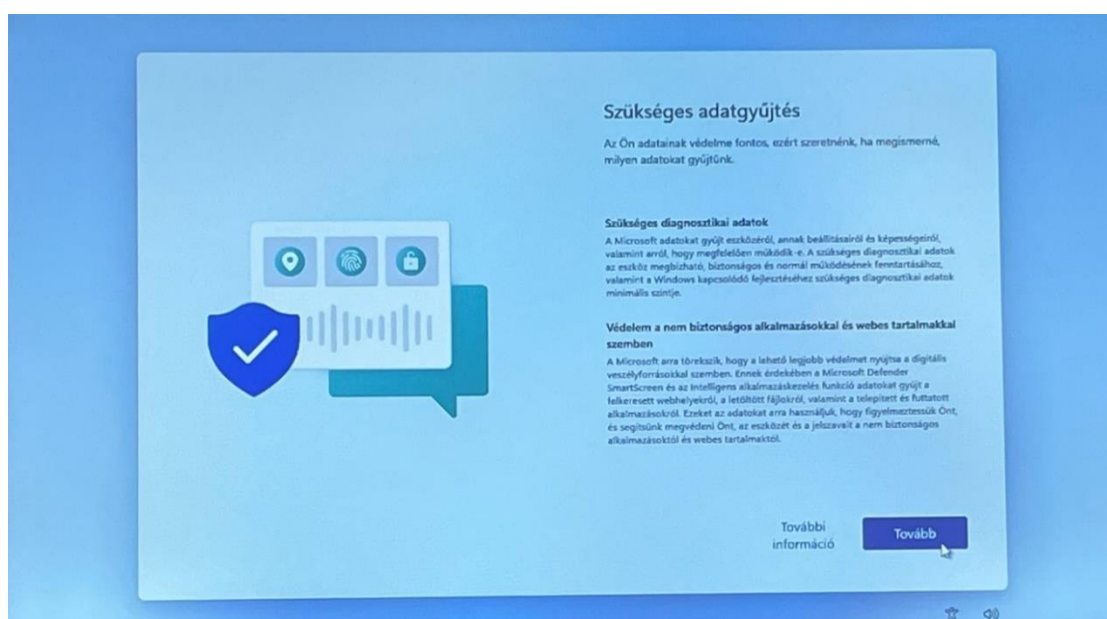 Szükséges adatgyűjtés
Az Ön adatainak védelme fontos, ezért szeretnénk, ha megismerné,
milyen adatokat gyűjtünk.
Szükséges diagnosztikai adatok
A Microsoft adatokat gyűjt eszközéről, annak beállításairól és képességeiről,
valamint arról, hogy megfelelően működik-e. A szükséges diagnosztikai adatok
az eszköz megbízható, biztonságos és normál működésének fenntartásához,
valamint a Windows kapcsolódó fejlesztéséhez szükséges diagnosztikai adatok
minimális szintje.
Védelem a nem biztonságos alkalmazásokkal és webes tartalmakkal
szemben
A Microsoft arra törekszik, hogy a lehető legjobb védelmet nyújtsa a digitális
veszélyforrásokkal szemben. Ennek érdekében a Microsoft Defender
SmartScreen és az Intelligens alkalmazáskezelés funkció adatokat gyűjt a
felkeresett webhelyekről, a letöltött fájlokról, valamint a telepített és futtatott
alkalmazásokról. Ezeket az adatokat arra használjuk, hogy figyelmeztessük Önt,
és segítsünk megvédeni Önt, az eszközét és a jelszavait a nem biztonságos
alkalmazásoktól és webes tartalmaktól.
További
információ
Tovább